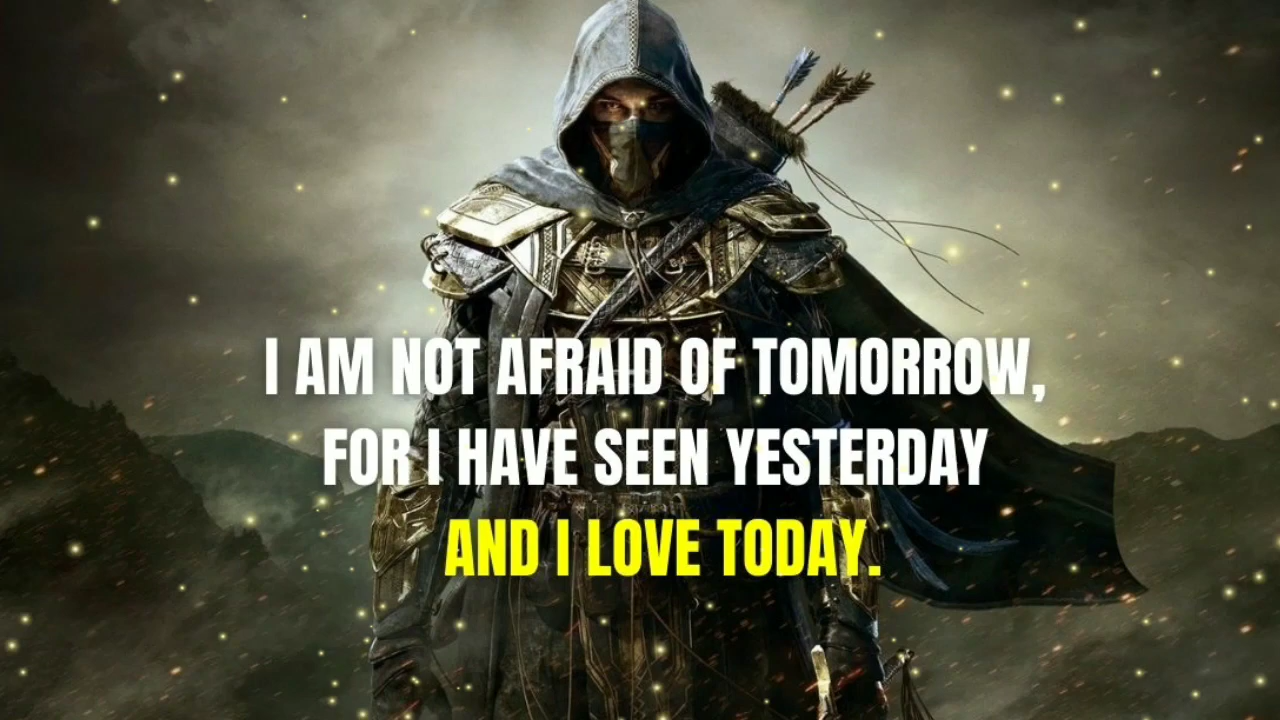 I AM NOT AFRAID OF TOMORROW,
FOR I HAVE SEEN YESTERDAY
AND I LOVE TODAY.